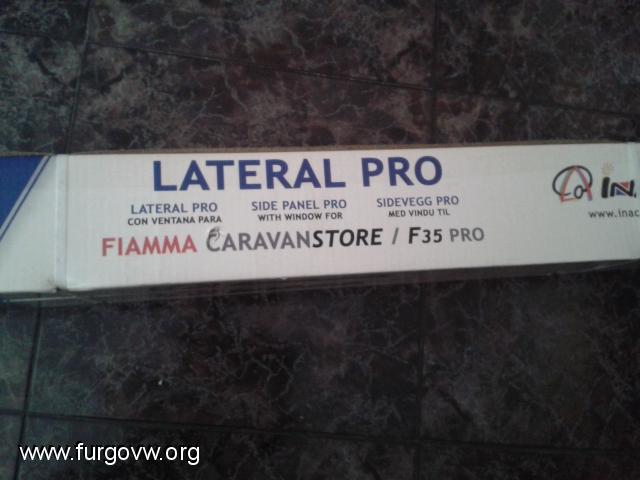 LATERAL PRO
LATERAL PRO SIDE PANEL PRO SIDEVEGG PRO
CON VENTANA PARA WITH WINDOW FOR MED VINDU TIL
FIAMMA CARAVANSTORE / F35 PRO
www.furgovw.org